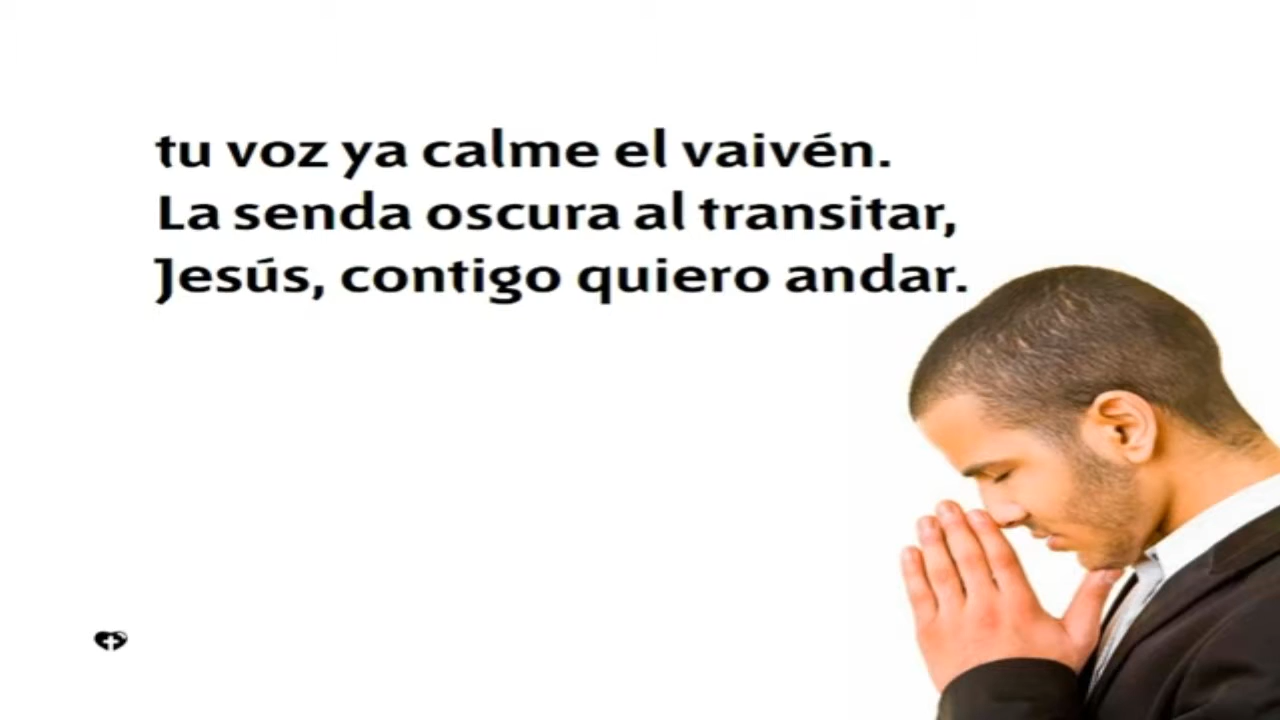 tu voz ya calme el vaivén.
La senda oscura al transitar,
Jesús, contigo quiero andar.